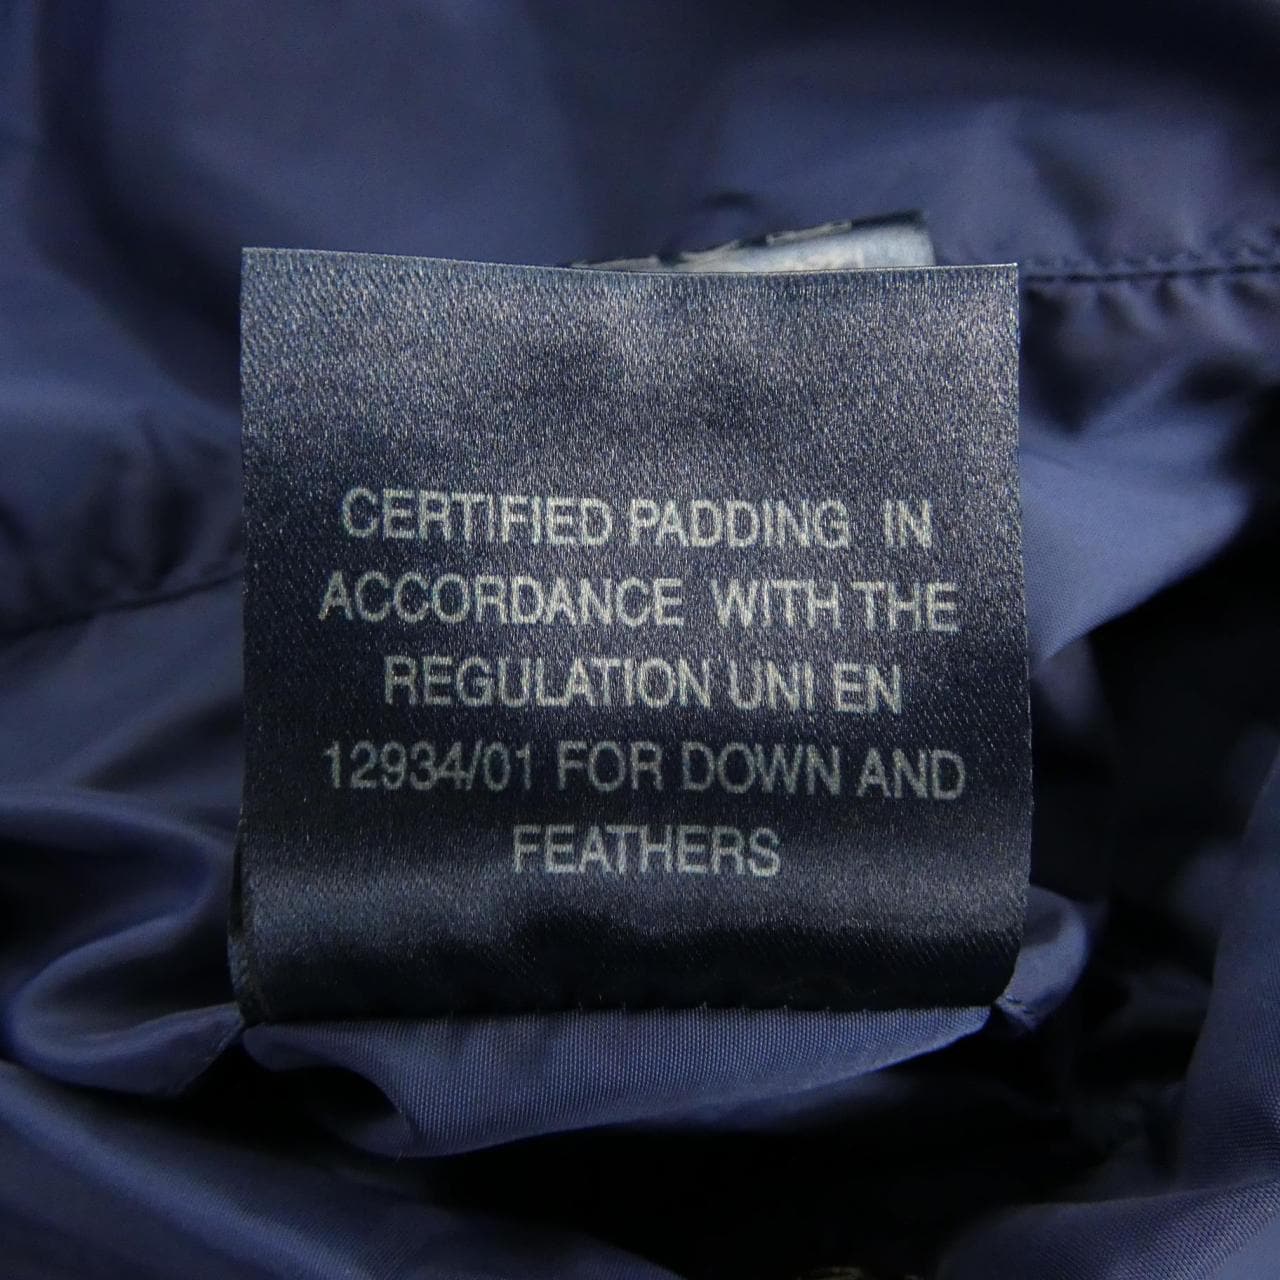 CERTIFIED PADDING IN
ACCORDANCE WITH THE
REGULATION UNI EN
12934/01 FOR DOWN AND
FEATHERS